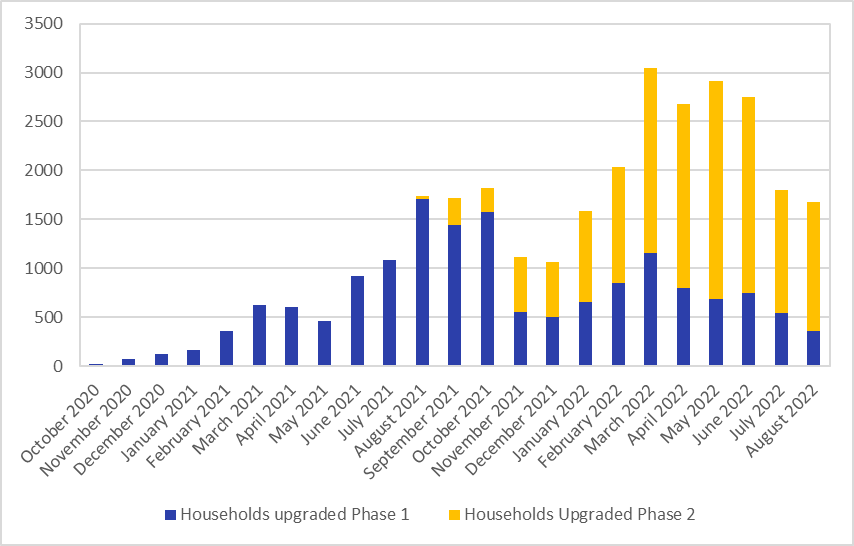 3500
3000
2500
2000
1500
1000
500
0
October 2020
November 2020
December 2020
January 2021
February 2021
March 2021
April 2021
May 2021
June 2021
July 2021
August 2021
September 2021
October 2021
November 2021
December 2021
January 2022
February 2022
March 2022
April 2022
May 2022
June 2022
July 2022
August 2022
Households upgraded Phase 1
Households Upgraded Phase 2